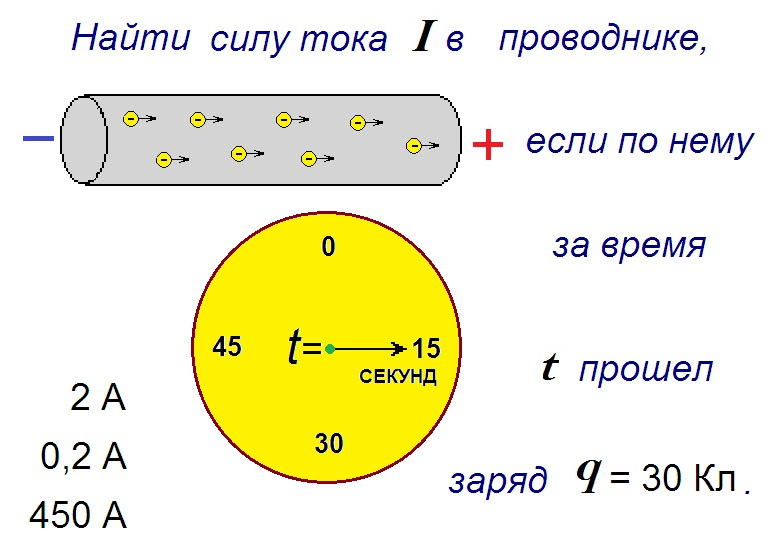 Найти силу тока I в проводнике,
− +
если по нему
за время
0
45 t= 15
СЕКУНД
30
t прошел
заряд q = 30 Кл.
2 А
0,2 А
450 А